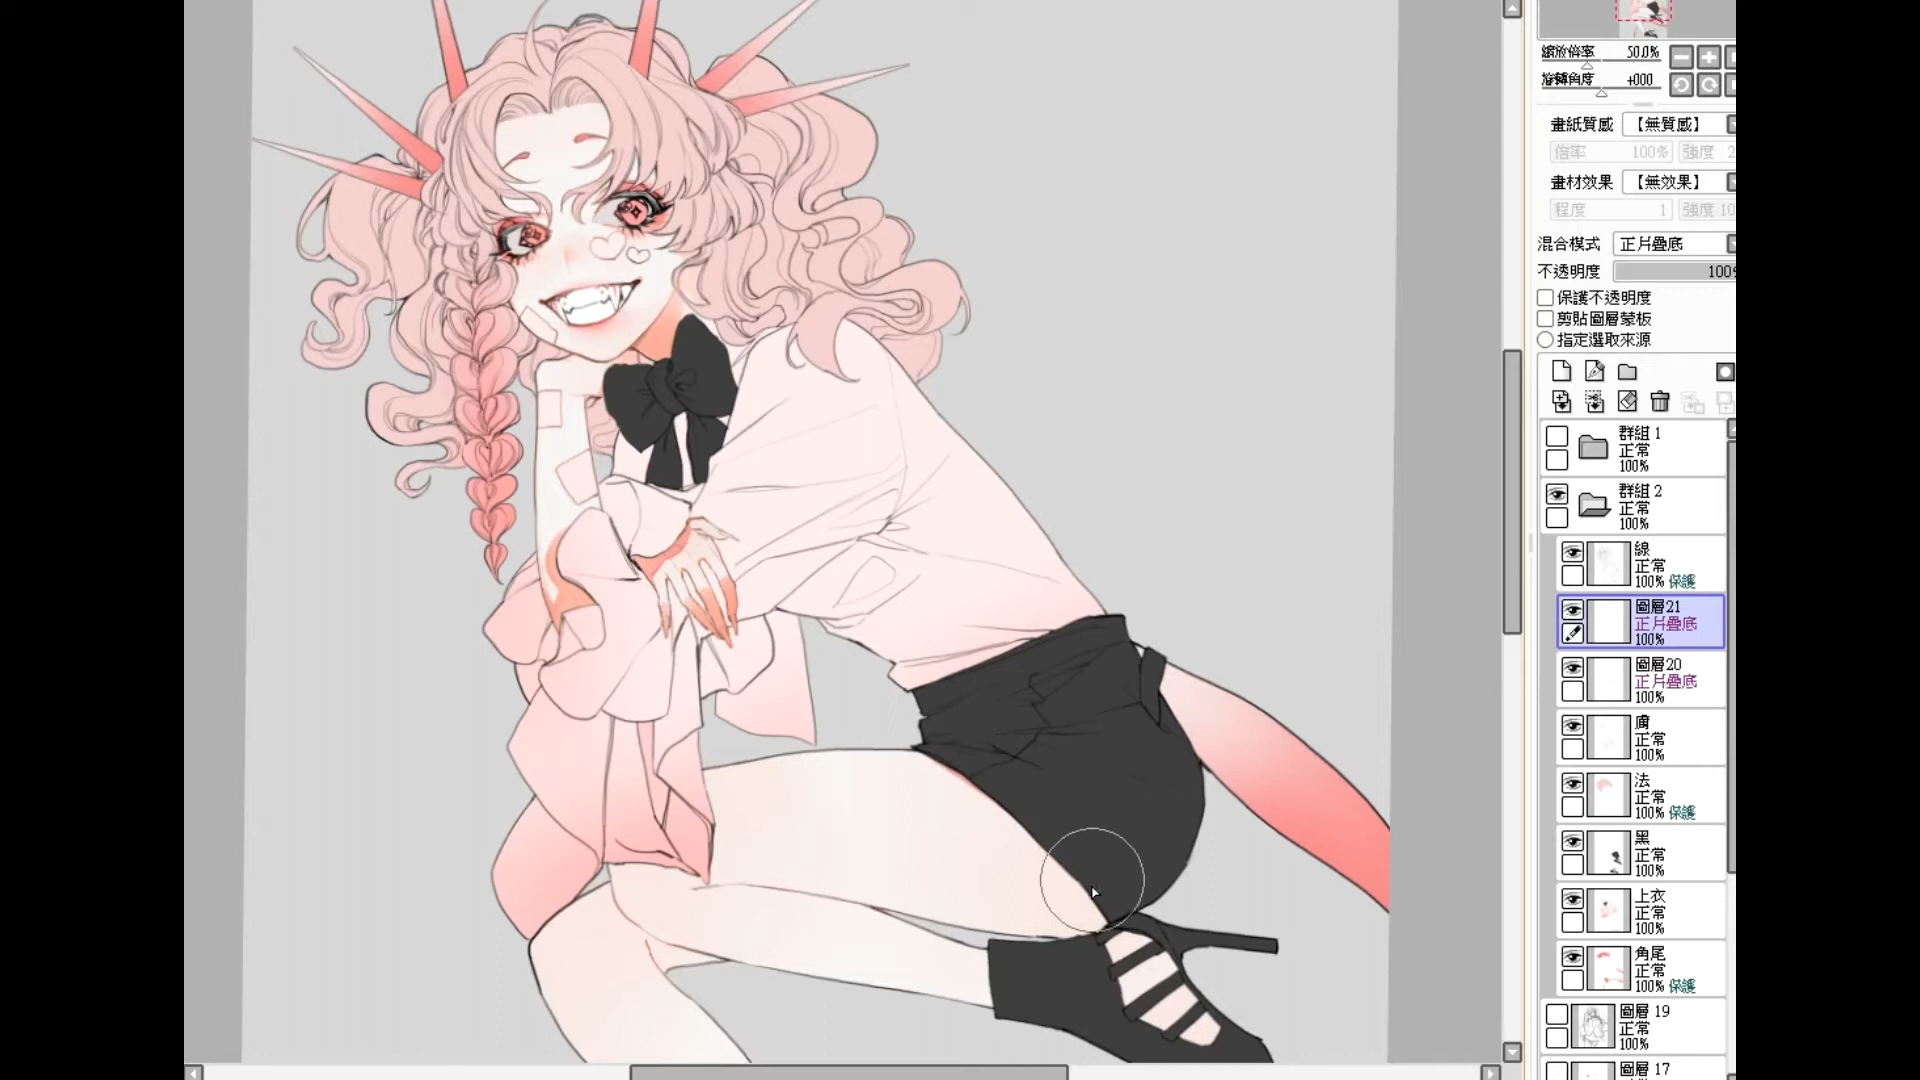 縮放倍率 50.0%
旋轉角度 +000
畫紙質感 【無質感】
倍率 100% 強度 2
畫材效果 【無效果】
程度 1 強度 10
混合模式 正片疊底
不透明度 100%
保護不透明度
剪貼圖層蒙板
指定選取來源
群組 1
正常
100%
群組 2
正常
100%
線
正常
100% 保護
圖層21
正片疊底
100%
圖層20
正片疊底
100%
膚
正常
100%
法
正常
100% 保護
黑
正常
100%
上衣
正常
100%
角尾
正常
100% 保護
圖層 19
正常
100%
圖層 17